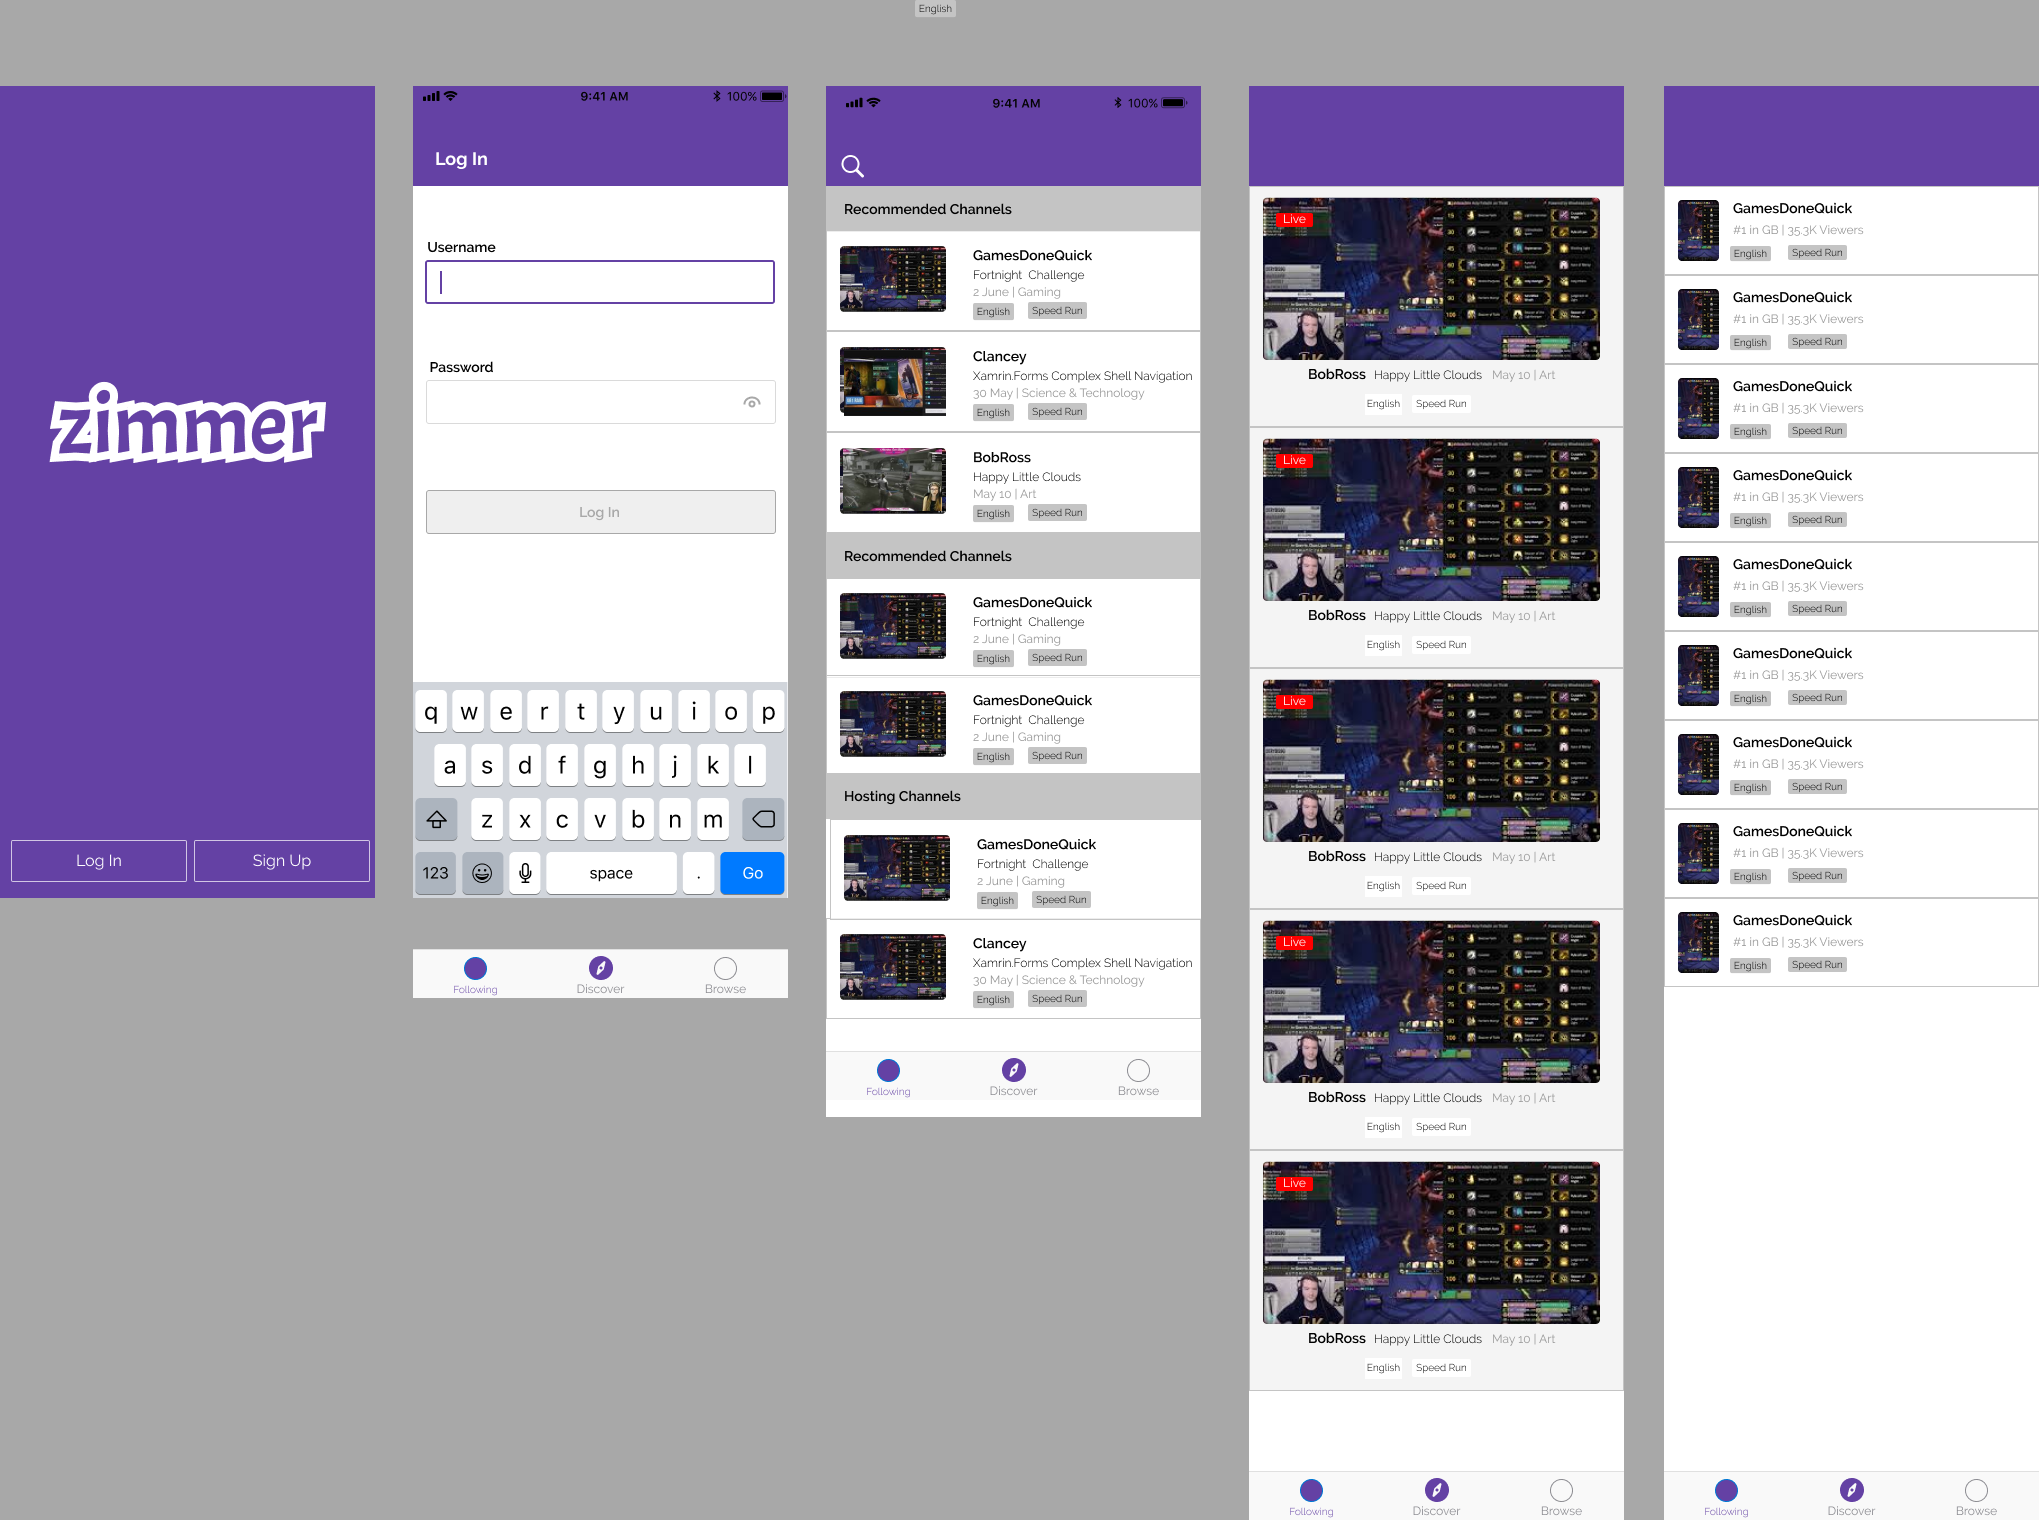 English
zimmer
Log In
Sign Up
9:41 AM
100%
Log In
Username
Password
Log In
q w e r t y u i o p
a s d f g h j k l
z x c v b n m
123
space
.
Go
Following
Discover
Browse
9:41 AM
100%
Recommended Channels
GamesDoneQuick
Fortnight Challenge
2 June | Gaming
English Speed Run
Clancey
Xamrin.Forms Complex Shell Navigation
30 May | Science & Technology
English Speed Run
BobRoss
Happy Little Clouds
May 10 | Art
English Speed Run
Recommended Channels
GamesDoneQuick
Fortnight Challenge
2 June | Gaming
English Speed Run
GamesDoneQuick
Fortnight Challenge
2 June | Gaming
English Speed Run
Hosting Channels
GamesDoneQuick
Fortnight Challenge
2 June | Gaming
English Speed Run
Clancey
Xamrin.Forms Complex Shell Navigation
30 May | Science & Technology
English Speed Run
Following
Discover
Browse
Live
BobRoss Happy Little Clouds May 10 | Art
English Speed Run
Live
BobRoss Happy Little Clouds May 10 | Art
English Speed Run
Live
BobRoss Happy Little Clouds May 10 | Art
English Speed Run
Live
BobRoss Happy Little Clouds May 10 | Art
English Speed Run
Live
BobRoss Happy Little Clouds May 10 | Art
English Speed Run
Following
Discover
Browse
GamesDoneQuick
#1 in GB | 35.3K Viewers
English Speed Run
GamesDoneQuick
#1 in GB | 35.3K Viewers
English Speed Run
GamesDoneQuick
#1 in GB | 35.3K Viewers
English Speed Run
GamesDoneQuick
#1 in GB | 35.3K Viewers
English Speed Run
GamesDoneQuick
#1 in GB | 35.3K Viewers
English Speed Run
GamesDoneQuick
#1 in GB | 35.3K Viewers
English Speed Run
GamesDoneQuick
#1 in GB | 35.3K Viewers
English Speed Run
GamesDoneQuick
#1 in GB | 35.3K Viewers
English Speed Run
GamesDoneQuick
#1 in GB | 35.3K Viewers
English Speed Run
Following
Discover
Browse